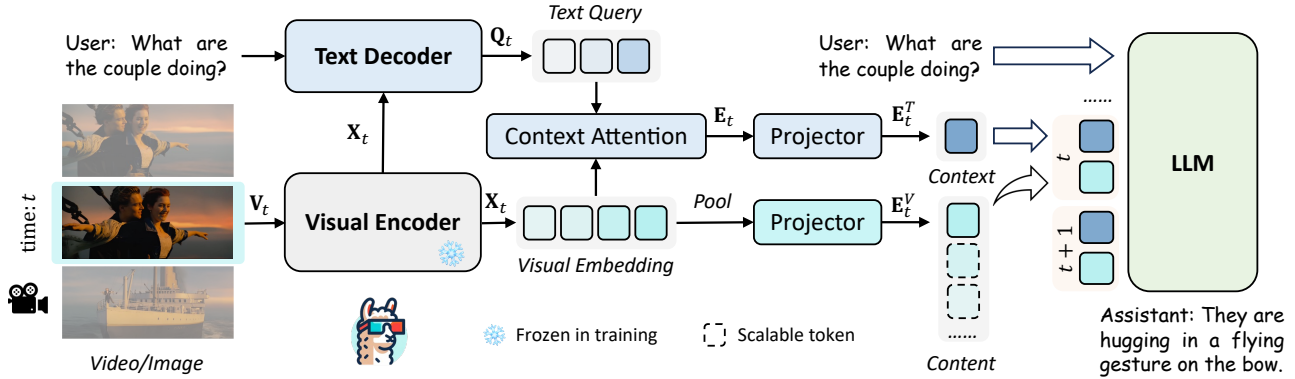 User: What are
the couple doing?
Text Decoder
Q_t
Text Query
User: What are
the couple doing?
X_t
Context Attention
E_t
Projector
E_t^T
Context
......
t
LLM
time: t
V_t
Visual Encoder
X_t
Visual Embedding
Pool
Projector
E_t^V
t + 1
Video/Image
Frozen in training
Scalable token
......
Content
Assistant: They are
hugging in a flying
gesture on the bow.